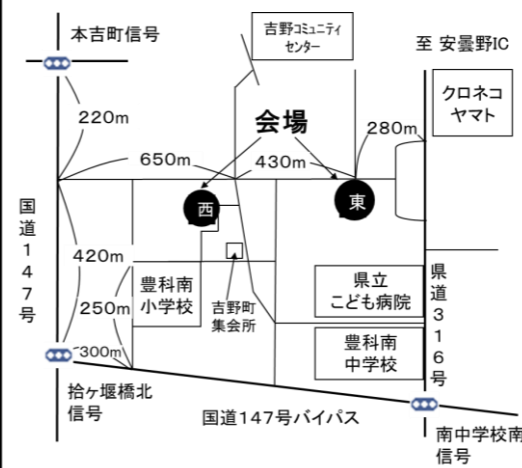 本吉町信号
吉野コミュニティ
センター
至 安曇野IC
クロネコ
ヤマト
220m
会場
280m
650m
430m
西
東
国道147号
420m
豊科南
小学校
吉野町
集会所
県立
こども病院
県道316号
250m
豊科南
中学校
300m
拾ヶ堰橋北
信号
国道147号バイパス
南中学校南
信号